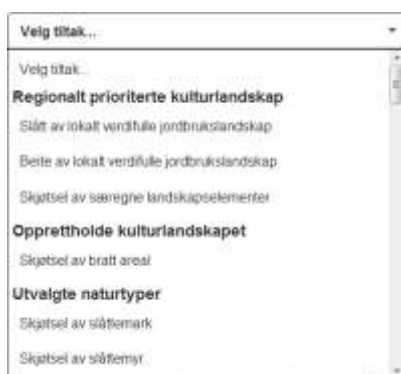 Velg tiltak...
Velg tiltak...
Regionalt prioriterte kulturlandskap
Slått av lokalt verdifulle jordbrukslandskap
Beite av lokalt verdifulle jordbrukslandskap
Skjøtsel av særegne landskapselementer
Opprettholde kulturlandskapet
Skjøtsel av bratt areal
Utvalgte naturtyper
Skjøtsel av slåttemark
Skjøtsel av slåttemyr